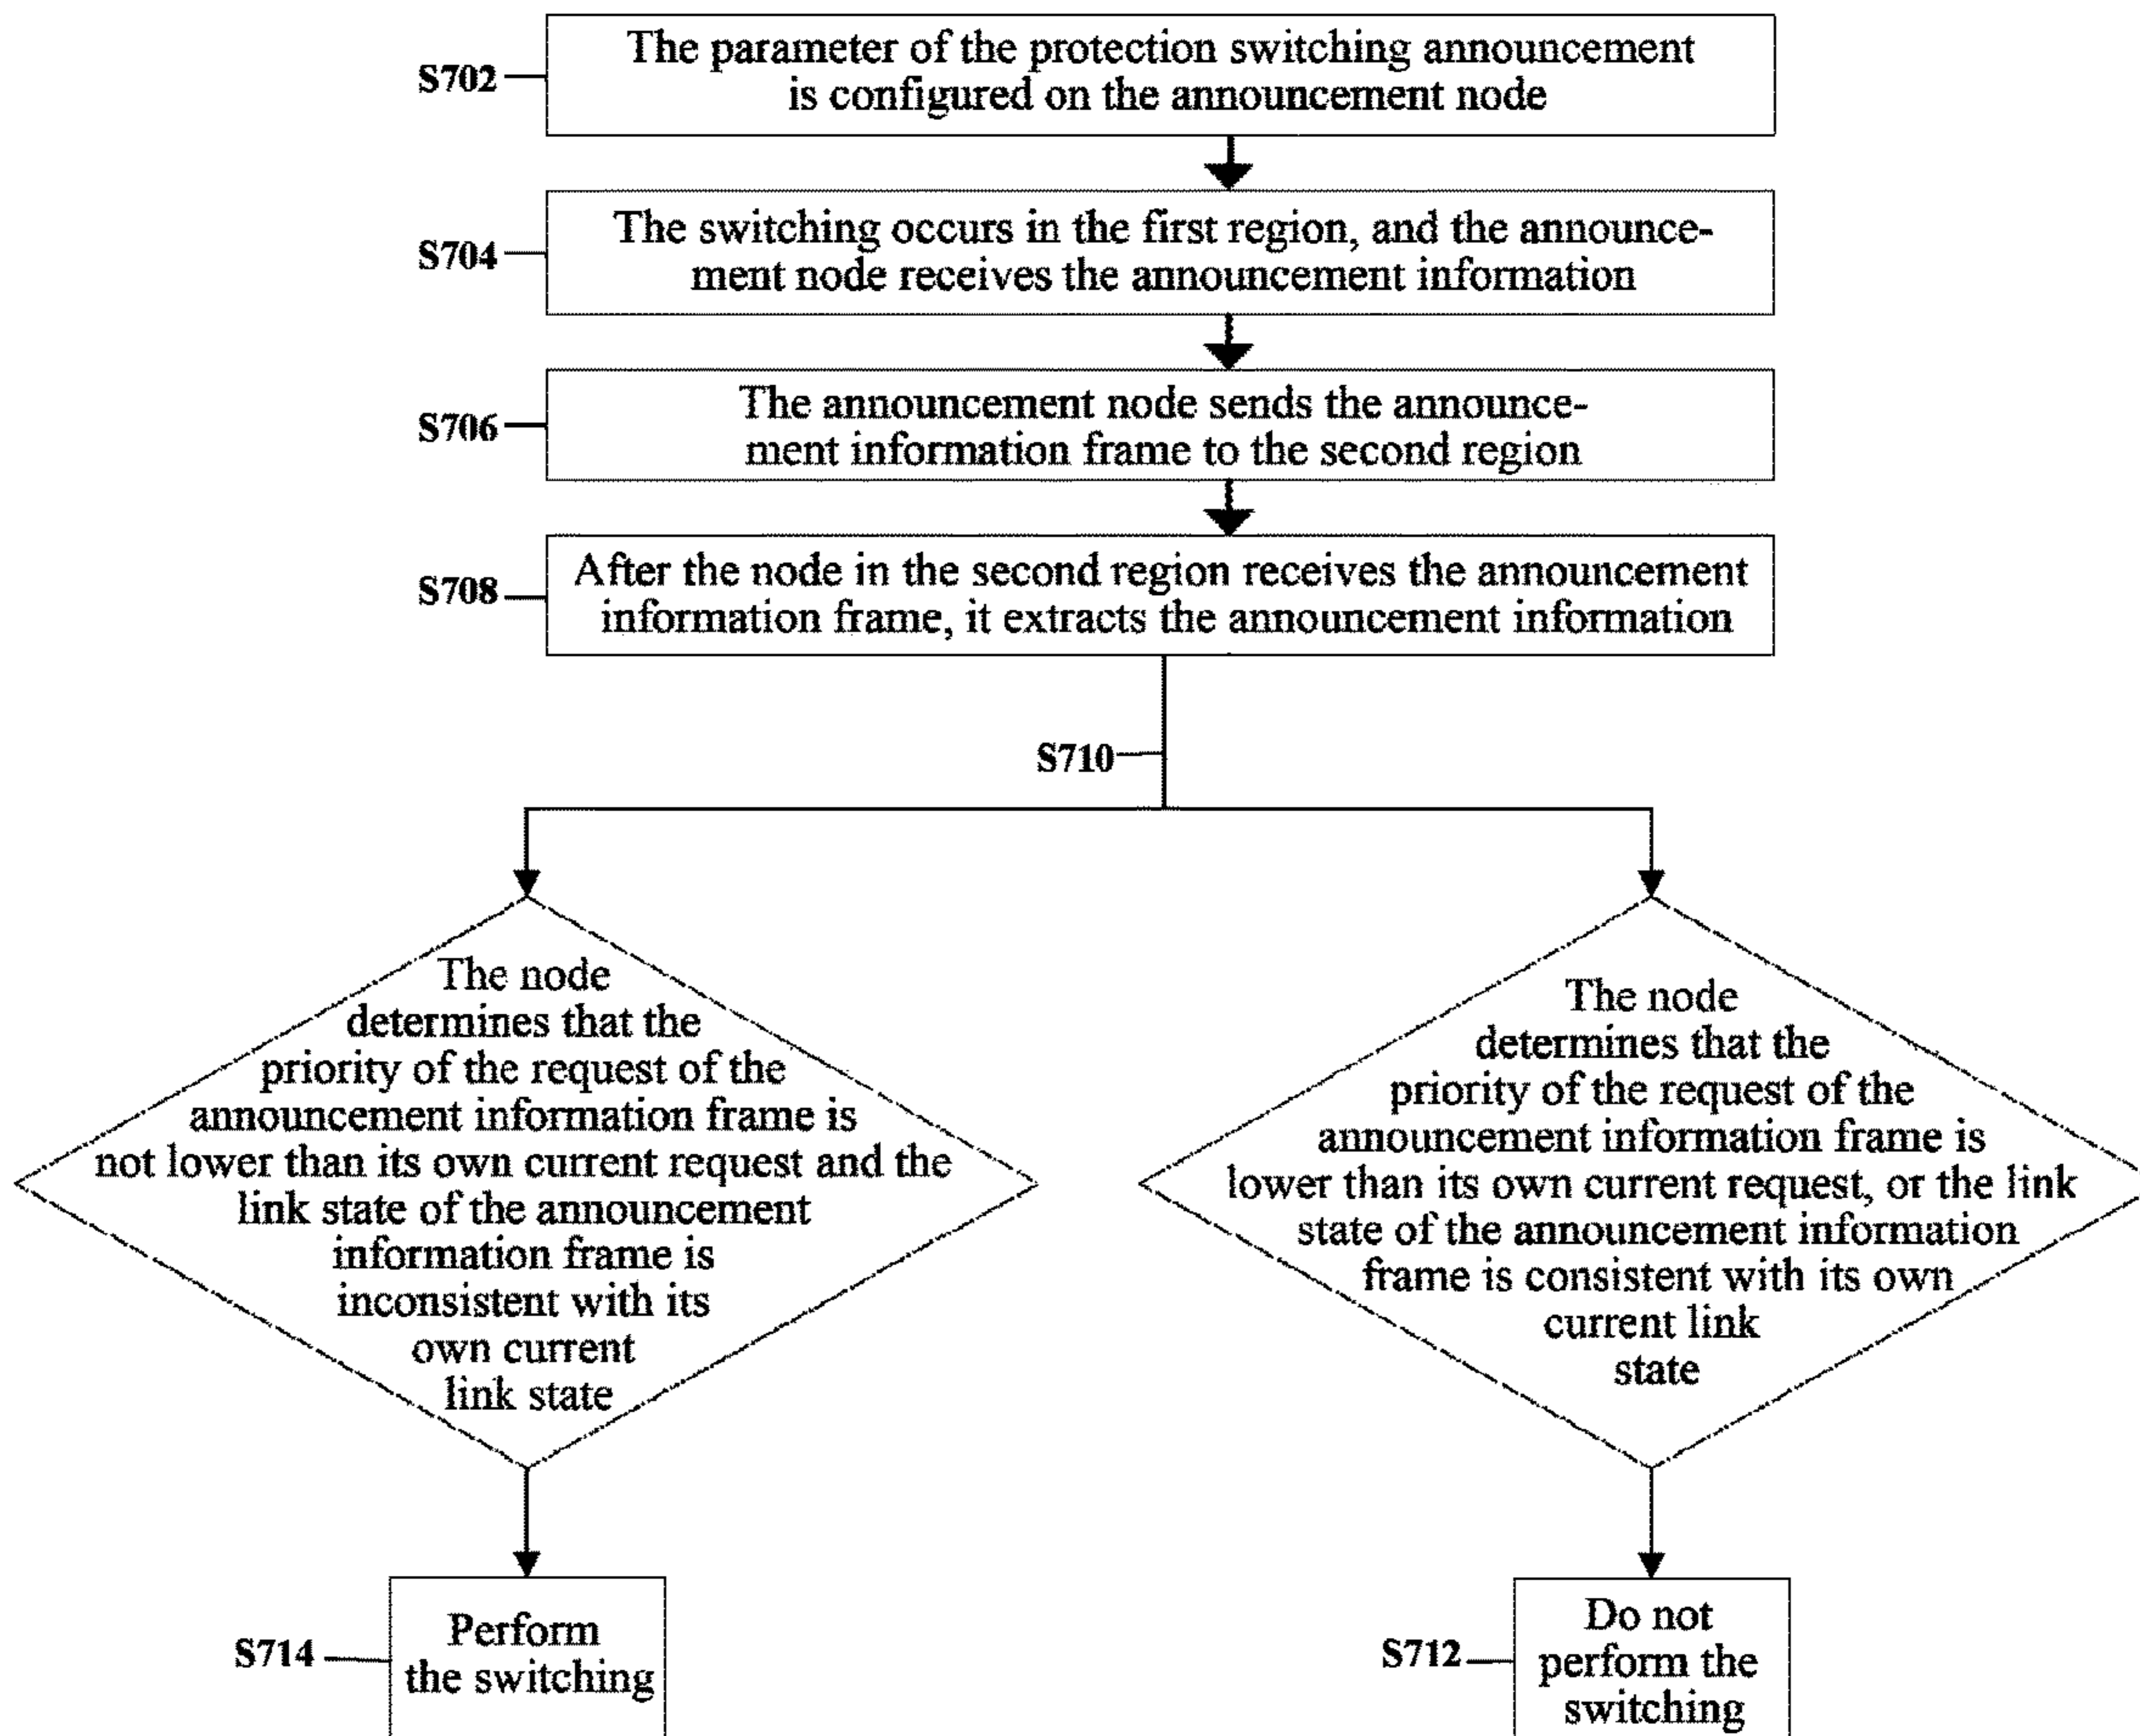 S702
The parameter of the protection switching announcement
is configured on the announcement node
S704
The switching occurs in the first region, and the announce-
ment node receives the announcement information
S706
The announcement node sends the announce-
ment information frame to the second region
S708
After the node in the second region receives the announcement
information frame, it extracts the announcement information
S710
The node
determines that the
priority of the request of the
announcement information frame is
not lower than its own current request and the
link state of the announcement
information frame is
inconsistent with its
own current
link state
The node
determines that the
priority of the request of the
announcement information frame is
lower than its own current request, or the link
state of the announcement information
frame is consistent with its own
current link
state
S714
Perform
the switching
S712
Do not
perform the
switching